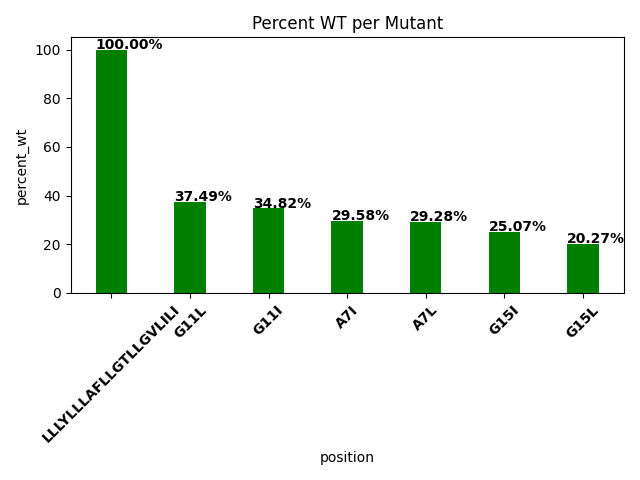 Percent WT per Mutant
percent_wt
100
80
60
40
20
0
100.00%
37.49%
34.82%
29.58%
29.28%
25.07%
20.27%
LLLYLLLAFLLGTLLGVLILI
G11L
G11I
A7I
A7L
G15I
G15L
position